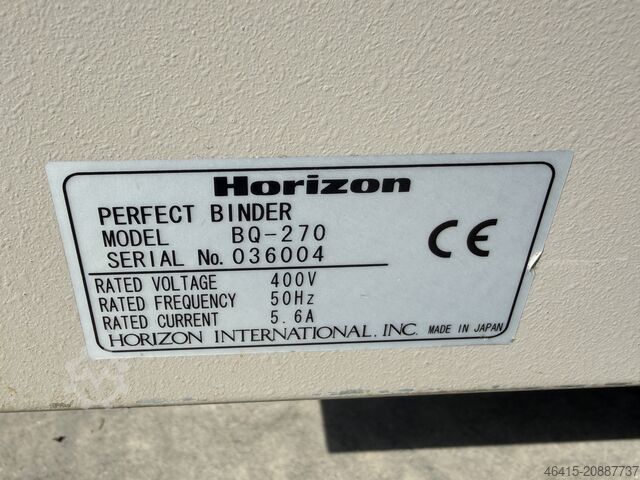 Horizon
PERFECT BINDER
MODEL BQ-270
SERIAL No. 036004
CE
RATED VOLTAGE 400V
RATED FREQUENCY 50Hz
RATED CURRENT 5.6A
HORIZON INTERNATIONAL, INC. MADE IN JAPAN
46415-20887737